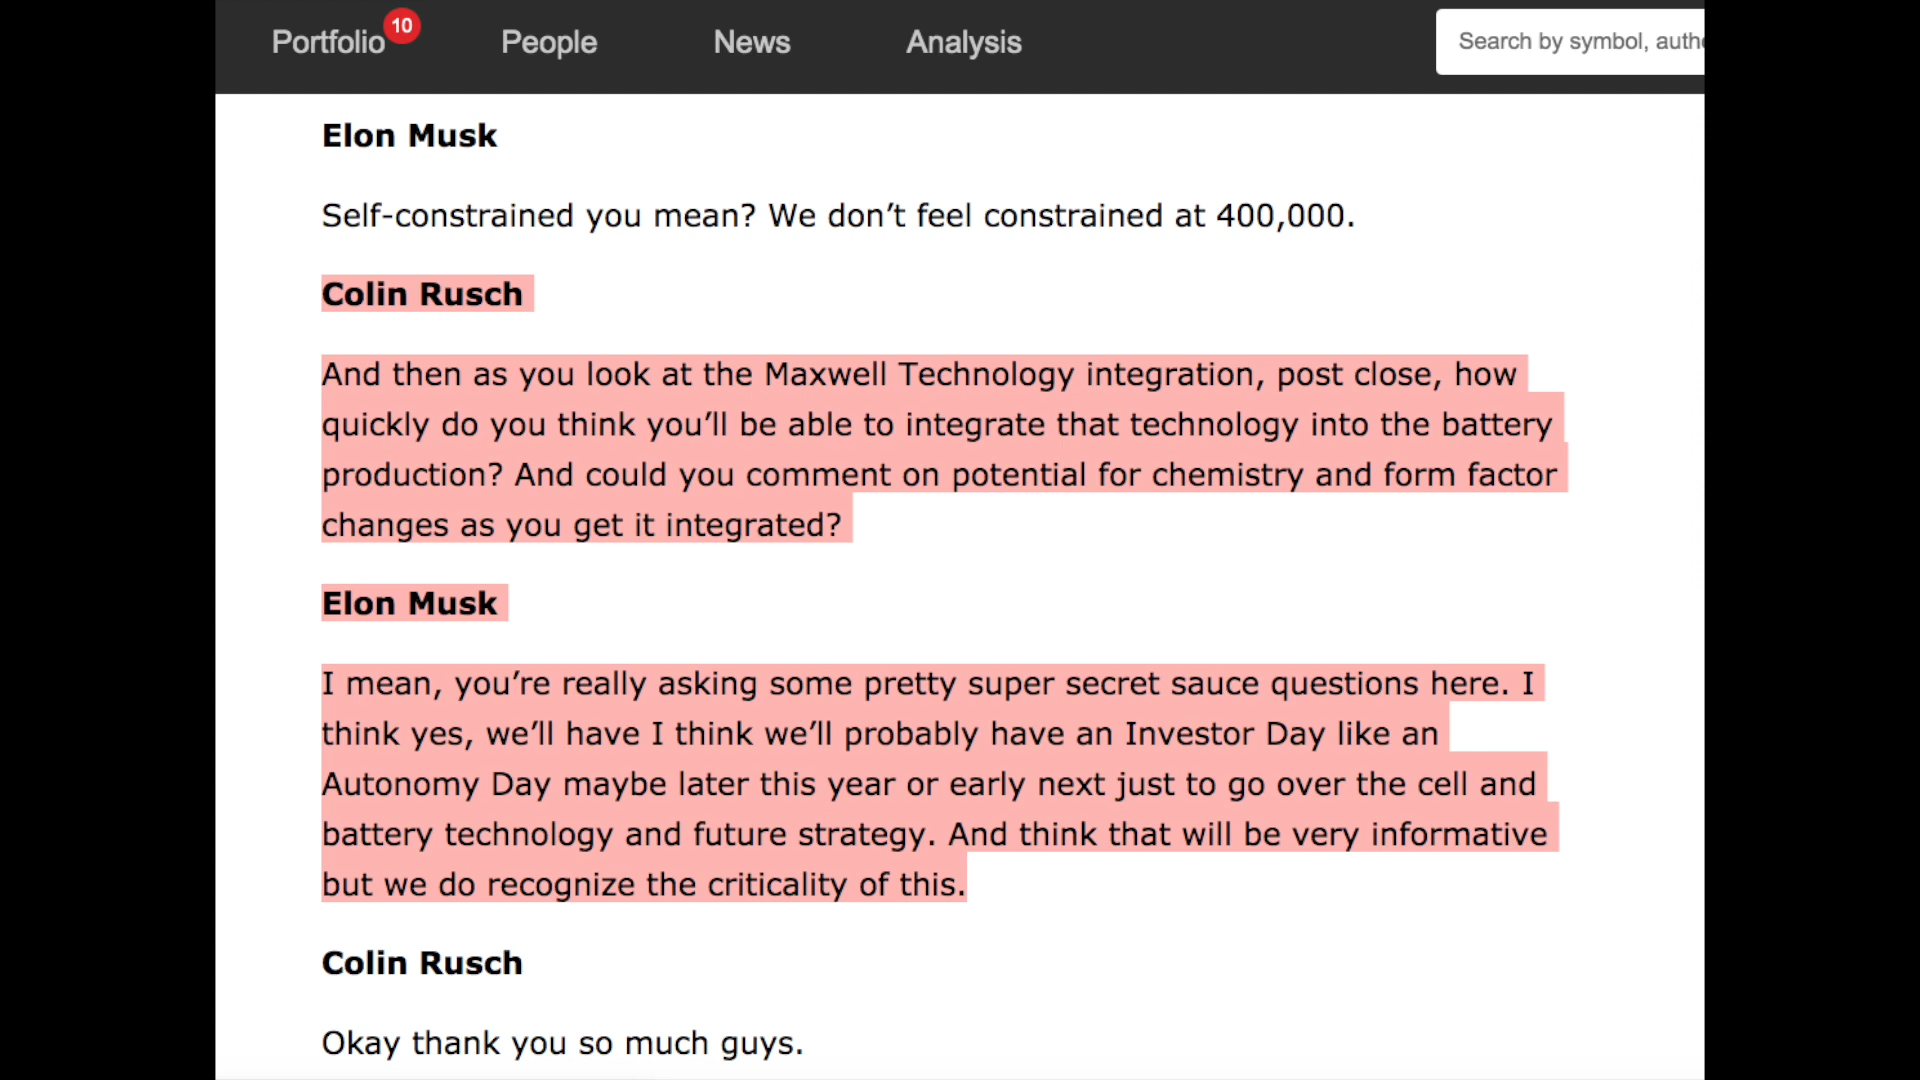 Portfolio 10 People News Analysis Search by symbol, auth
Elon Musk
Self-constrained you mean? We don’t feel constrained at 400,000.
Colin Rusch
And then as you look at the Maxwell Technology integration, post close, how
quickly do you think you’ll be able to integrate that technology into the battery
production? And could you comment on potential for chemistry and form factor
changes as you get it integrated?
Elon Musk
I mean, you’re really asking some pretty super secret sauce questions here. I
think yes, we’ll have I think we’ll probably have an Investor Day like an
Autonomy Day maybe later this year or early next just to go over the cell and
battery technology and future strategy. And think that will be very informative
but we do recognize the criticality of this.
Colin Rusch
Okay thank you so much guys.